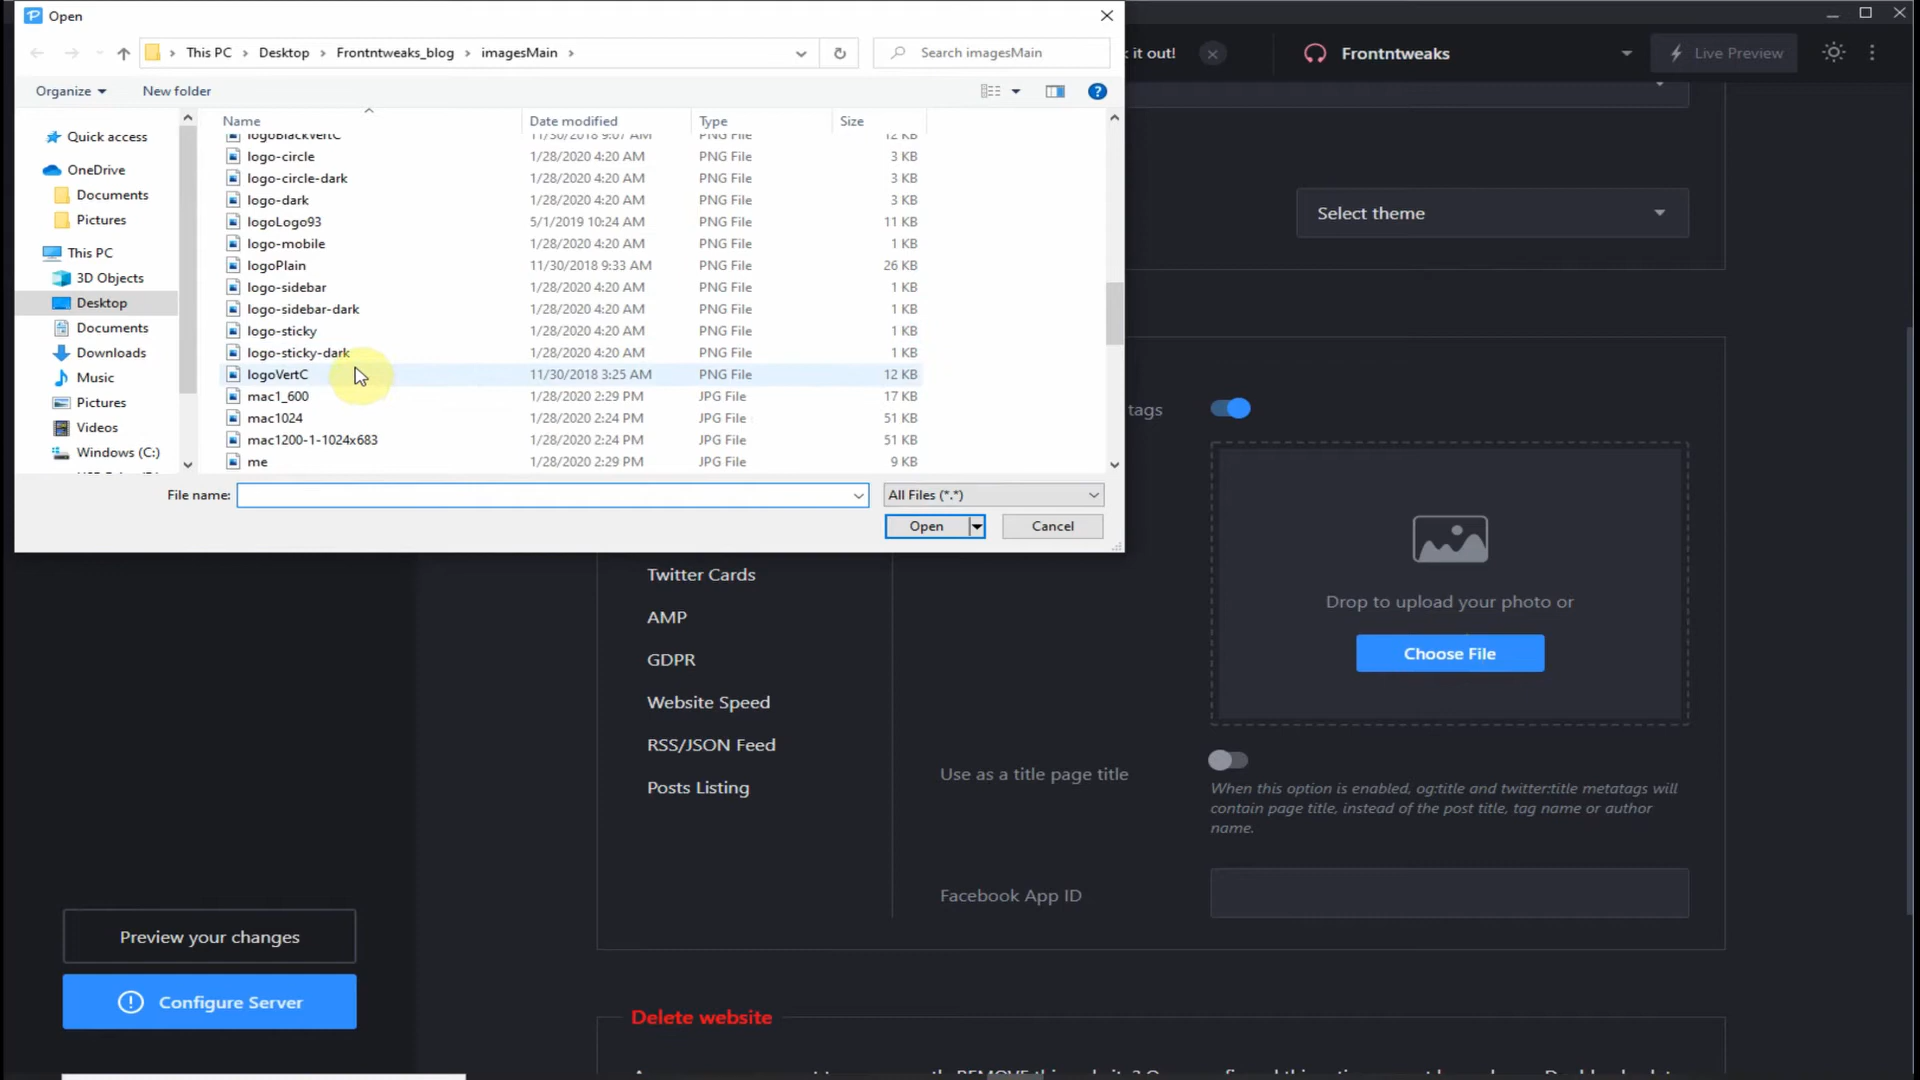 Open
This PC > Desktop > Frontntweaks_blog > imagesMain >
Search imagesMain
k it out!
Frontntweaks
Live Preview
Organize
New folder
Name
Date modified
Type
Size
Quick access
OneDrive
Documents
Pictures
This PC
3D Objects
Desktop
Documents
Downloads
Music
Pictures
Videos
Windows (C:)
logoBlackVertC 11/30/2018 9:07 AM PNG File 12 KB
logo-circle 1/28/2020 4:20 AM PNG File 3 KB
logo-circle-dark 1/28/2020 4:20 AM PNG File 3 KB
logo-dark 1/28/2020 4:20 AM PNG File 3 KB
logoLogo93 5/1/2019 10:24 AM PNG File 11 KB
logo-mobile 1/28/2020 4:20 AM PNG File 1 KB
logoPlain 11/30/2018 9:33 AM PNG File 26 KB
logo-sidebar 1/28/2020 4:20 AM PNG File 1 KB
logo-sidebar-dark 1/28/2020 4:20 AM PNG File 1 KB
logo-sticky 1/28/2020 4:20 AM PNG File 1 KB
logo-sticky-dark 1/28/2020 4:20 AM PNG File 1 KB
logoVertC 11/30/2018 3:25 AM PNG File 12 KB
mac1_600 1/28/2020 2:29 PM JPG File 17 KB
mac1024 1/28/2020 2:24 PM JPG File 51 KB
mac1200-1-1024x683 1/28/2020 2:24 PM JPG File 51 KB
me 1/28/2020 2:29 PM JPG File 9 KB
File name:
All Files (*.*)
Open
Cancel
Select theme
tags
Drop to upload your photo or
Choose File
Twitter Cards
AMP
GDPR
Website Speed
RSS/JSON Feed
Posts Listing
Use as a title page title
When this option is enabled, og:title and twitter:title metatags will
contain page title, instead of the post title, tag name or author
name.
Facebook App ID
Preview your changes
Configure Server
Delete website